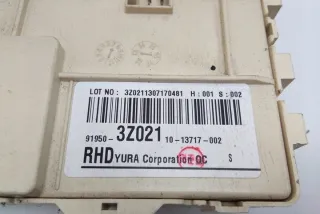 LOT NO : 3Z0211307170481 H : 001 S : 002
91950- 3Z021 10-13717-002
RHD YURA Corporation QC S